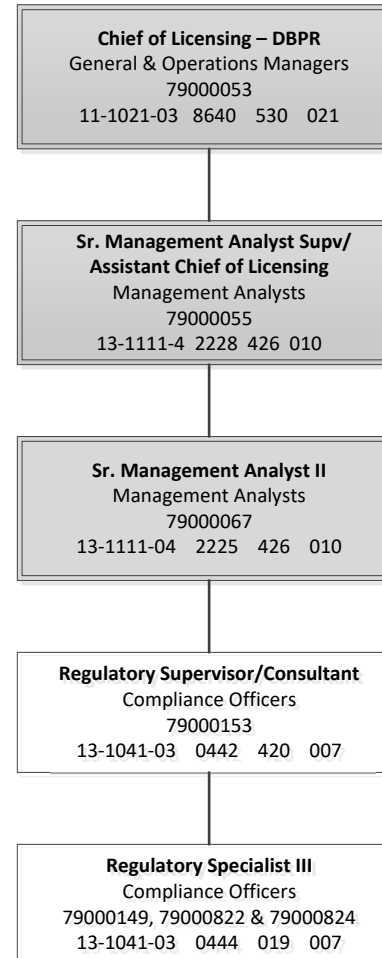 Chief of Licensing – DBPR
General & Operations Managers
79000053
11-1021-03 8640 530 021
Sr. Management Analyst Supv/
Assistant Chief of Licensing
Management Analysts
79000055
13-1111-4 2228 426 010
Sr. Management Analyst II
Management Analysts
79000067
13-1111-04 2225 426 010
Regulatory Supervisor/Consultant
Compliance Officers
79000153
13-1041-03 0442 420 007
Regulatory Specialist III
Compliance Officers
79000149, 79000822 & 79000824
13-1041-03 0444 019 007